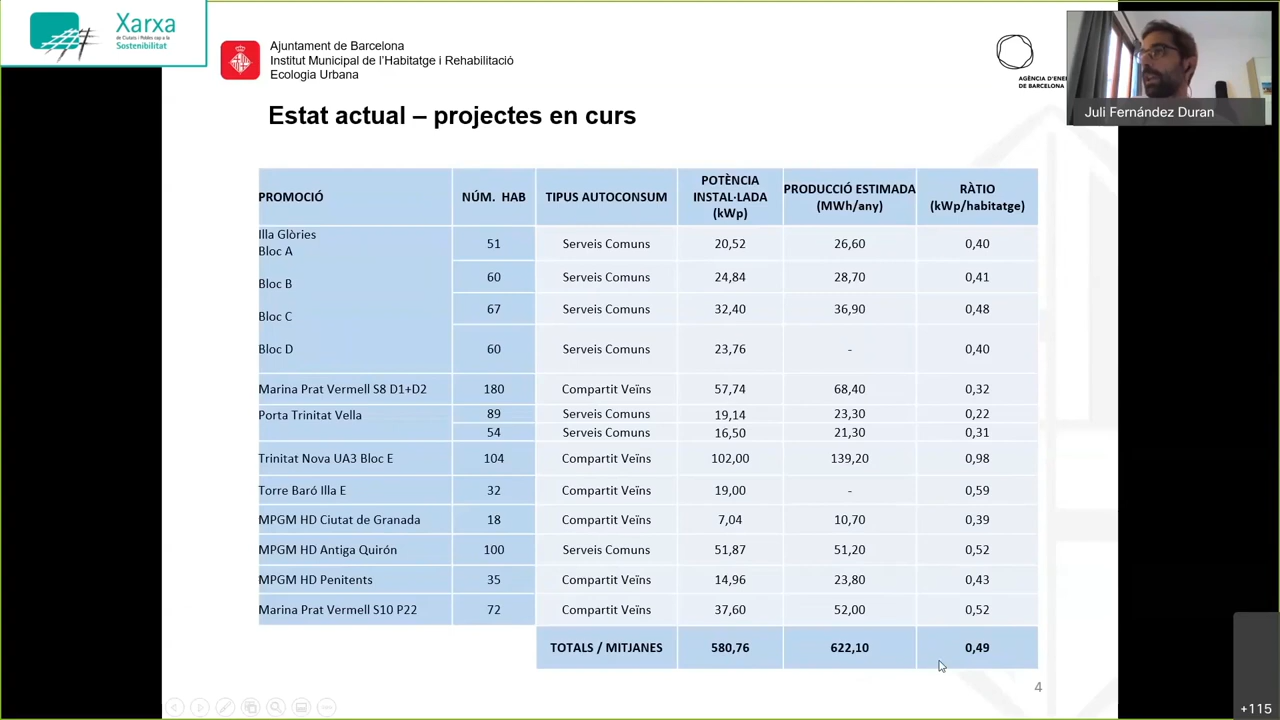 Xarxa
de Ciutats i Pobles cap a la
Sostenibilitat
Ajuntament de Barcelona
Institut Municipal de l'Habitatge i Rehabilitació
Ecologia Urbana
AGÈNCIA D'ENE
DE BARCELONA
Juli Fernández Duran
Estat actual – projectes en curs
PROMOCIÓ NÚM. HAB TIPUS AUTOCONSUM POTÈNCIA INSTAL·LADA (kWp) PRODUCCIÓ ESTIMADA (MWh/any) RÀTIO (kWp/habitatge)
Illa Glòries
Bloc A 51 Serveis Comuns 20,52 26,60 0,40
Bloc B 60 Serveis Comuns 24,84 28,70 0,41
Bloc C 67 Serveis Comuns 32,40 36,90 0,48
Bloc D 60 Serveis Comuns 23,76 - 0,40
Marina Prat Vermell S8 D1+D2 180 Compartit Veïns 57,74 68,40 0,32
Porta Trinitat Vella 89 Serveis Comuns 19,14 23,30 0,22
54 Serveis Comuns 16,50 21,30 0,31
Trinitat Nova UA3 Bloc E 104 Compartit Veïns 102,00 139,20 0,98
Torre Baró Illa E 32 Compartit Veïns 19,00 - 0,59
MPGM HD Ciutat de Granada 18 Compartit Veïns 7,04 10,70 0,39
MPGM HD Antiga Quirón 100 Serveis Comuns 51,87 51,20 0,52
MPGM HD Penitents 35 Compartit Veïns 14,96 23,80 0,43
Marina Prat Vermell S10 P22 72 Compartit Veïns 37,60 52,00 0,52
TOTALS / MITJANES 580,76 622,10 0,49
4
+115